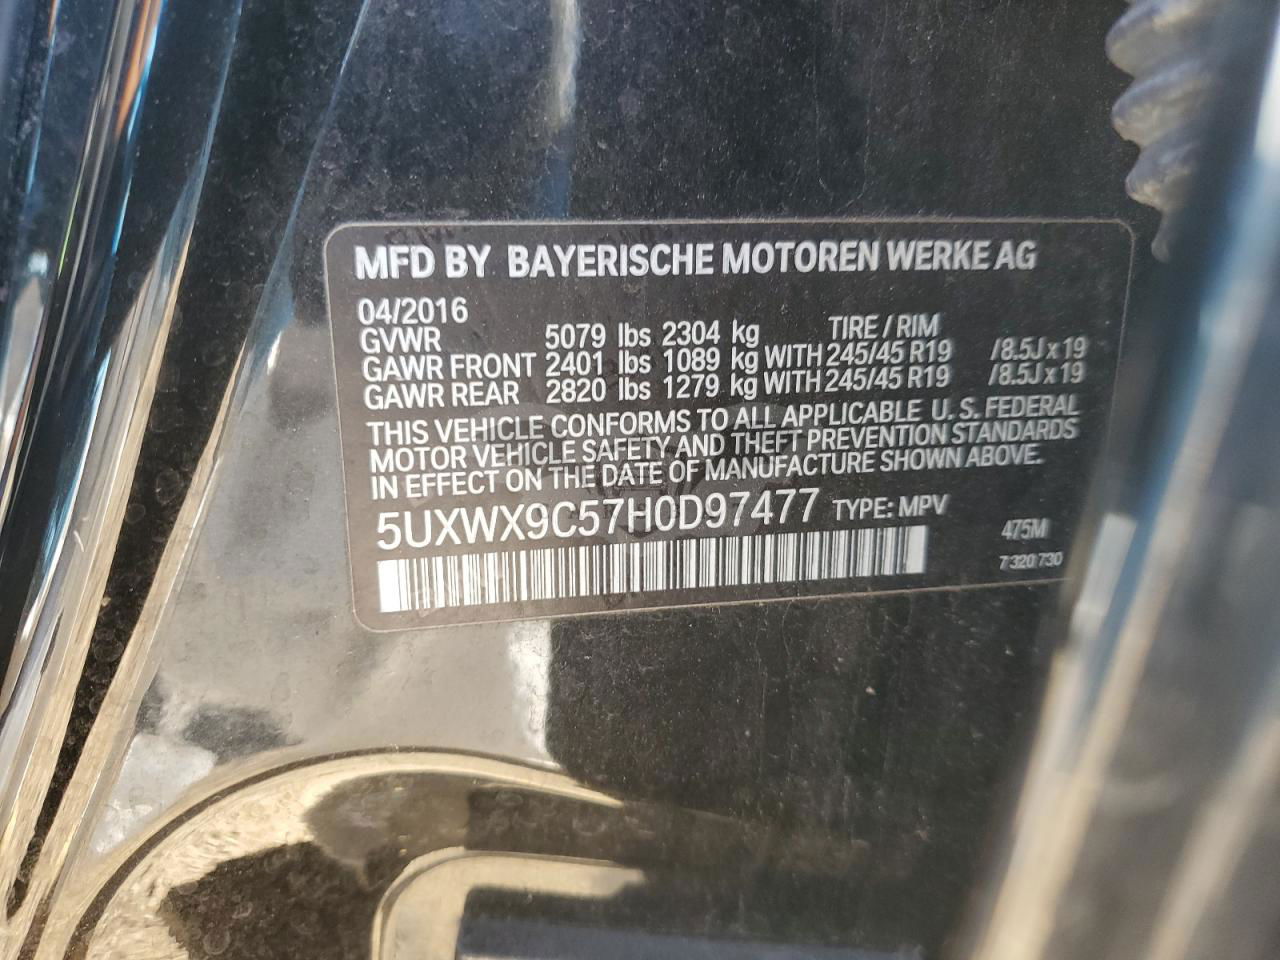 MFD BY BAYERISCHE MOTOREN WERKE AG
04/2016 TIRE / RIM
GVWR 5079 lbs 2304 kg
GAWR FRONT 2401 lbs 1089 kg WITH 245/45 R19 /8.5J x 19
GAWR REAR 2820 lbs 1279 kg WITH 245/45 R19 /8.5J x 19
THIS VEHICLE CONFORMS TO ALL APPLICABLE U. S. FEDERAL
MOTOR VEHICLE SAFETY AND THEFT PREVENTION STANDARDS
IN EFFECT ON THE DATE OF MANUFACTURE SHOWN ABOVE.
5UXWX9C57H0D97477 TYPE: MPV
475M
7 320 730